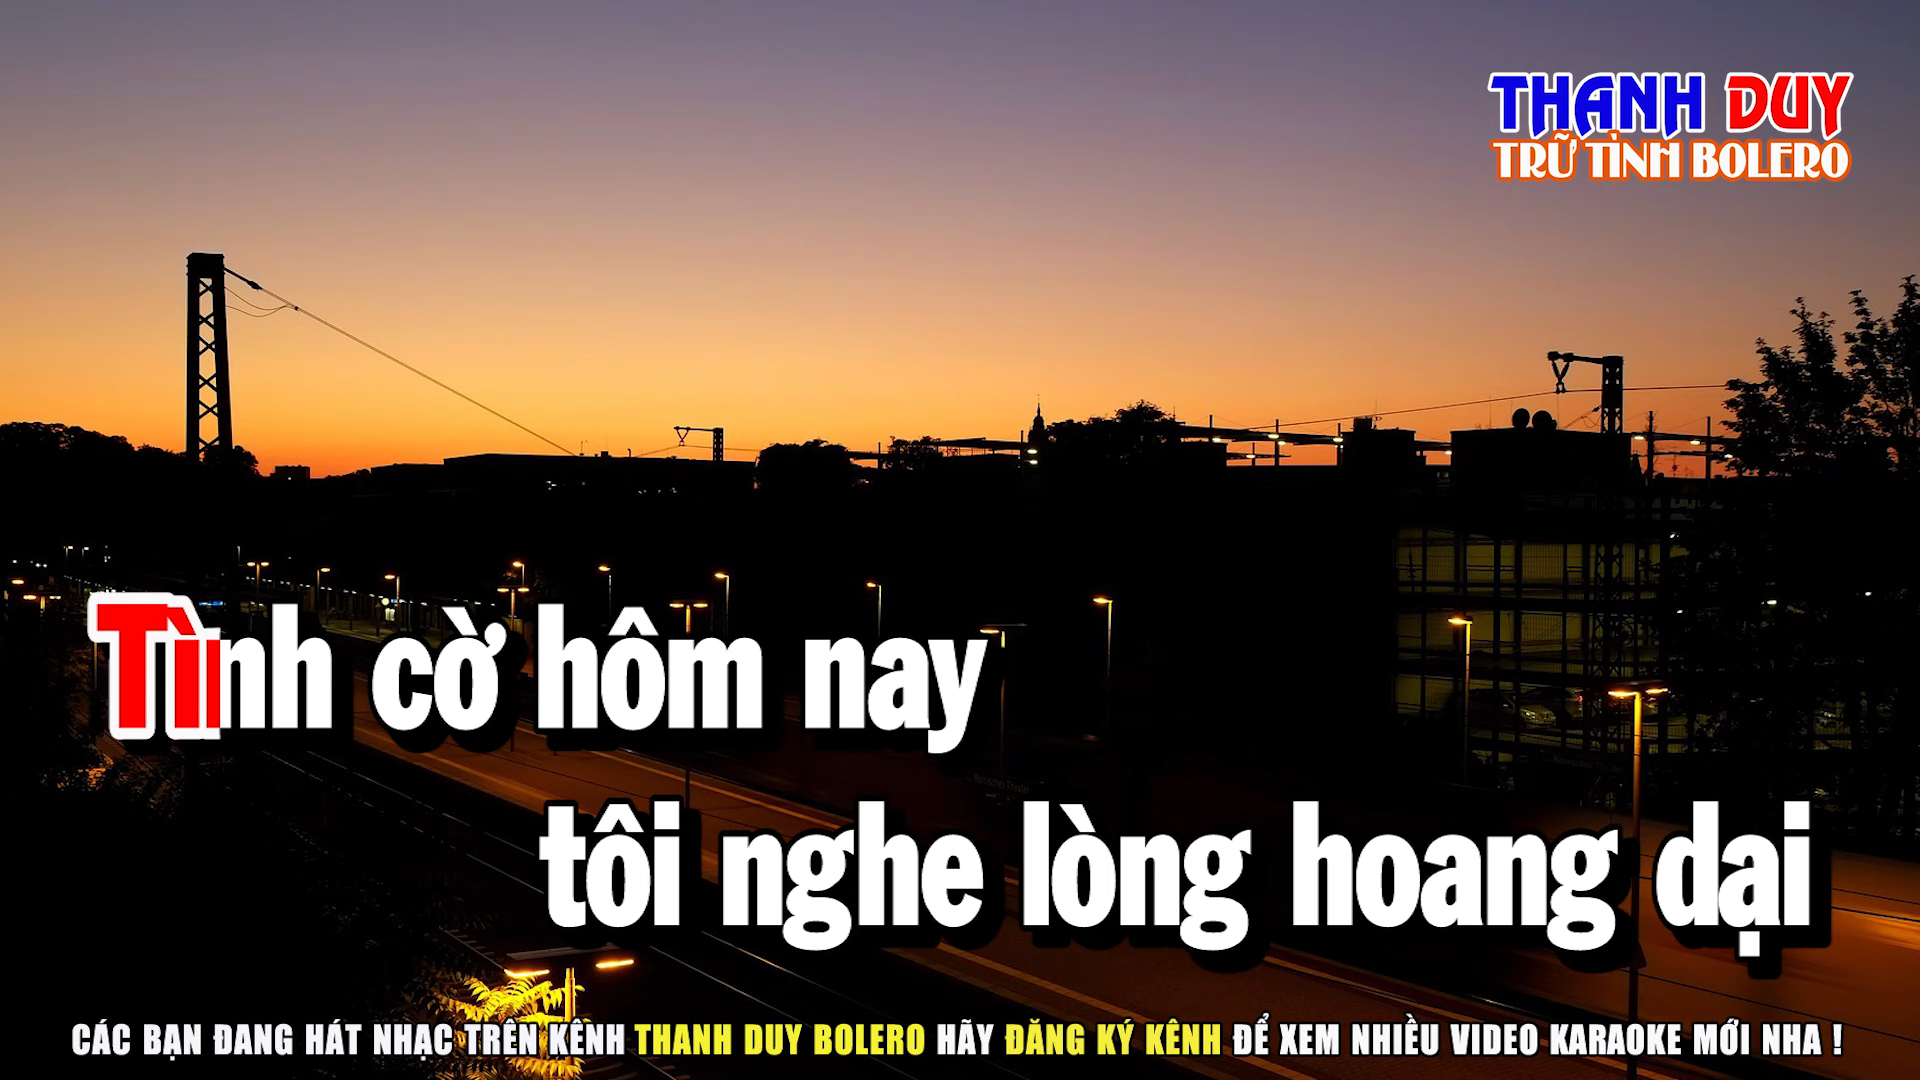 THANH DUY
TRỮ TÌNH BOLERO
Tình cờ hôm nay
tôi nghe lòng hoang dại
CÁC BẠN ĐANG HÁT NHẠC TRÊN KÊNH THANH DUY BOLERO HÃY ĐĂNG KÝ KÊNH ĐỂ XEM NHIỀU VIDEO KARAOKE MỚI NHA !